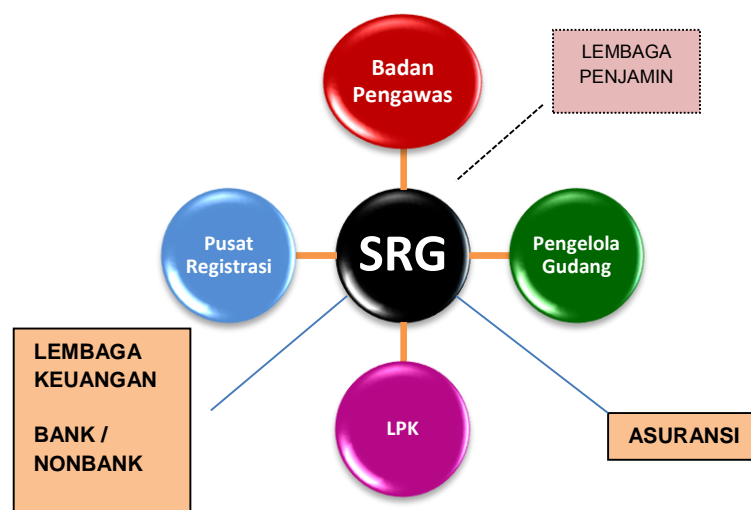 Badan
Pengawas
LEMBAGA
PENJAMIN
Pusat
Registrasi
SRG
Pengelola
Gudang
LEMBAGA
KEUANGAN
BANK /
NONBANK
LPK
ASURANSI